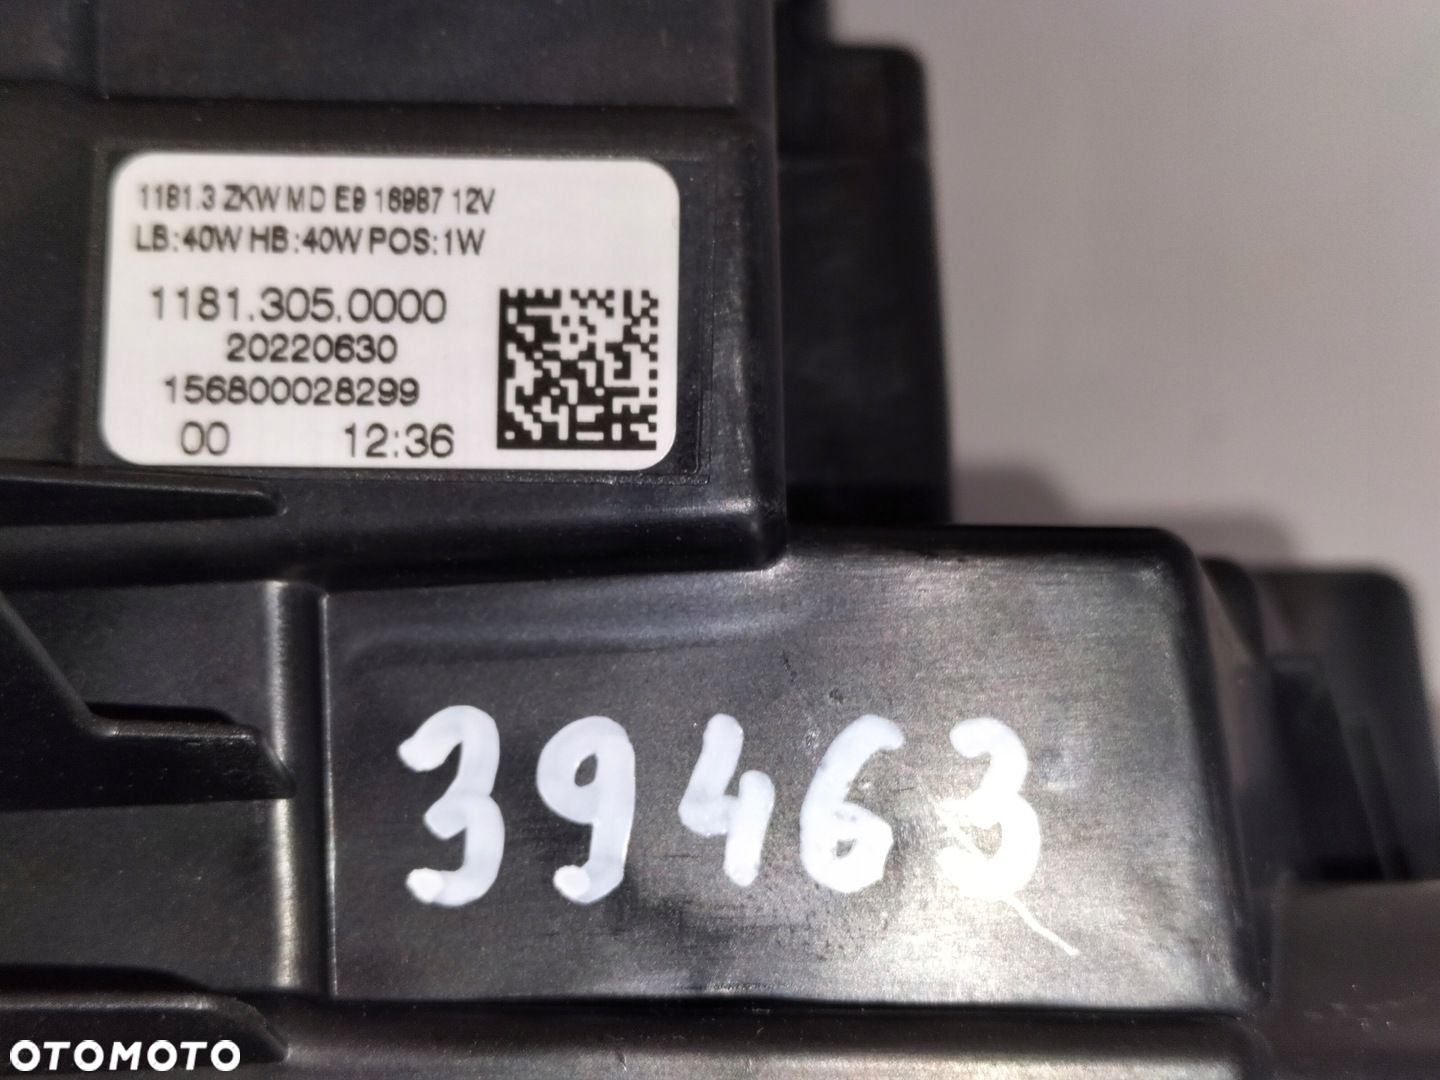 1181.3 ZKW MD E9 16987 12V
LB:40W HB:40W POS:1W
1181.305.0000
20220630
156800028299
00 12:36
39463
OTOMOTO